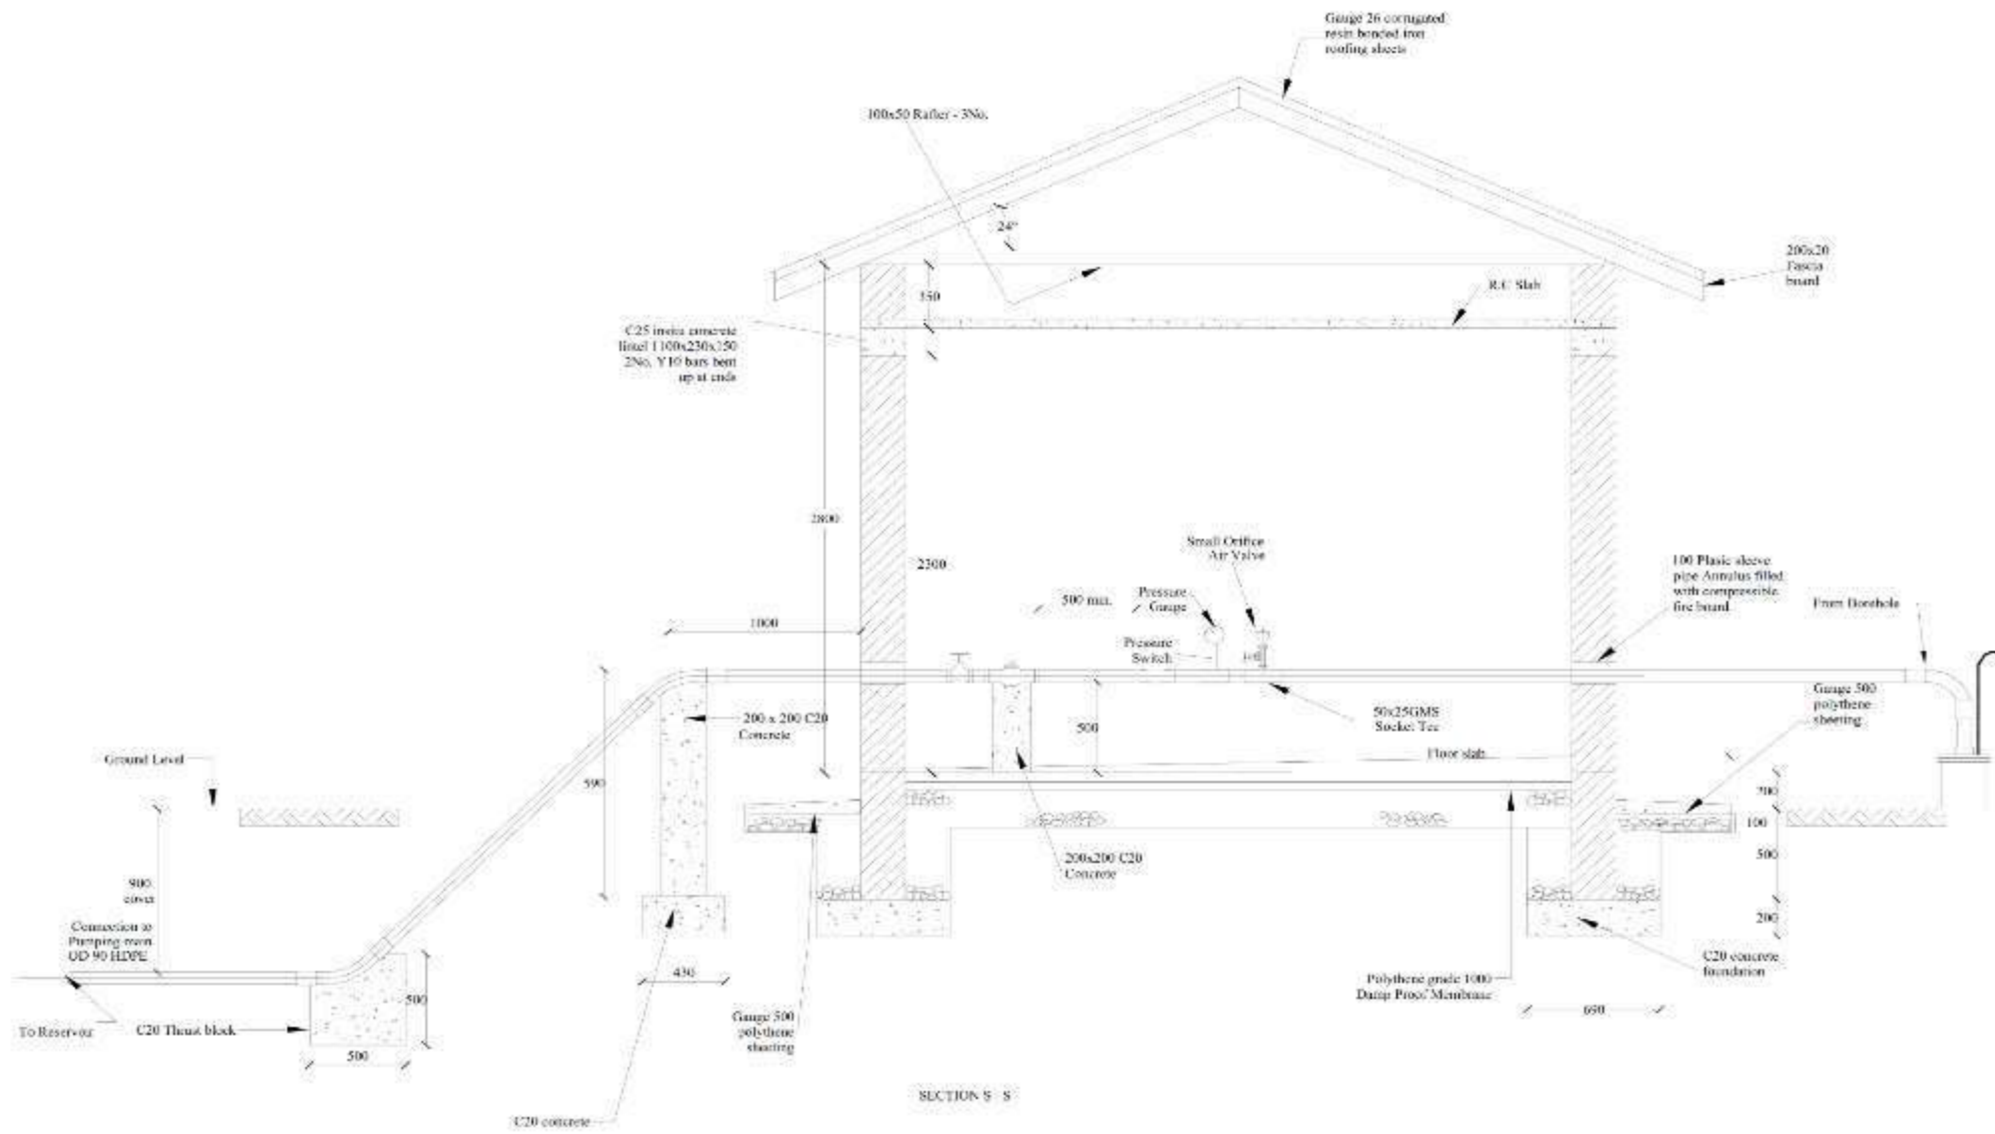 Gauge 26 corrugated
resin bonded iron
roofing sheets
100x50 Rafter - 3No.
24°
200x20
Fascia
board
350
R.C Slab
C25 insitu concrete
lintel 1100x230x150
2No. Y10 bars bent
up at ends
2800
2300
Small Orifice
Air Valve
500 min.
Pressure
Gauge
Pressure
Switch
100 Plasic sleeve
pipe Annulus filled
with compressible
fire board
From Borehole
1000
200 x 200 C20
Concrete
500
50x25GMS
Socket Tee
Gauge 500
polythene
sheeting
Floor slab
Ground Level
590
200
100
500
200
900
cover
200x200 C20
Concrete
Connection to
Pumping main
OD 90 HDPE
500
To Reservour
C20 Thrust block
500
430
Gauge 500
polythene
sheeting
Polythene grade 1000
Damp Proof Membrane
C20 concrete
foundation
690
C20 concrete
SECTION S S